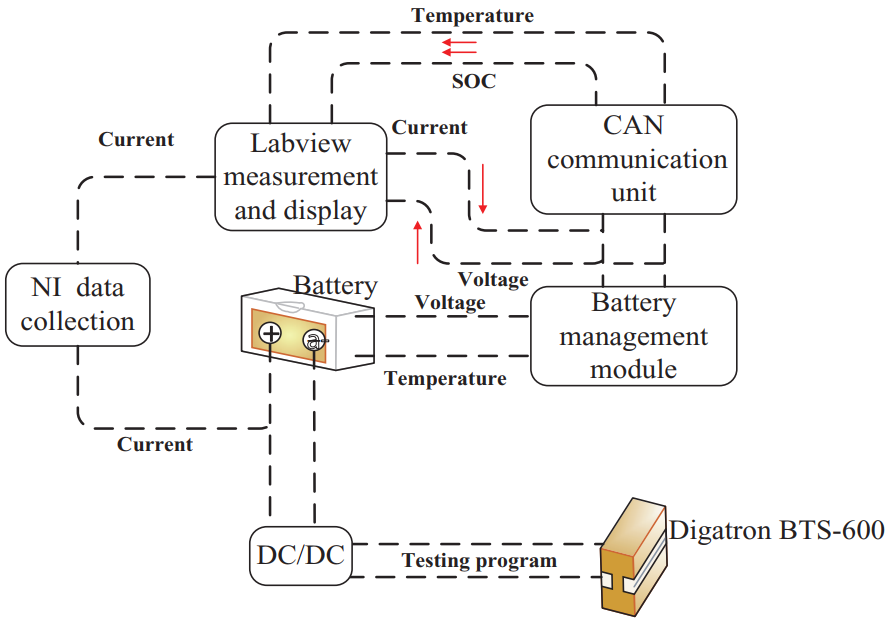 Temperature
SOC
Current
Current
Labview
measurement
and display
CAN
communication
unit
NI data
collection
Battery
Voltage
Voltage
Battery
management
module
+
a
Temperature
Current
DC/DC
Testing program
Digatron BTS-600